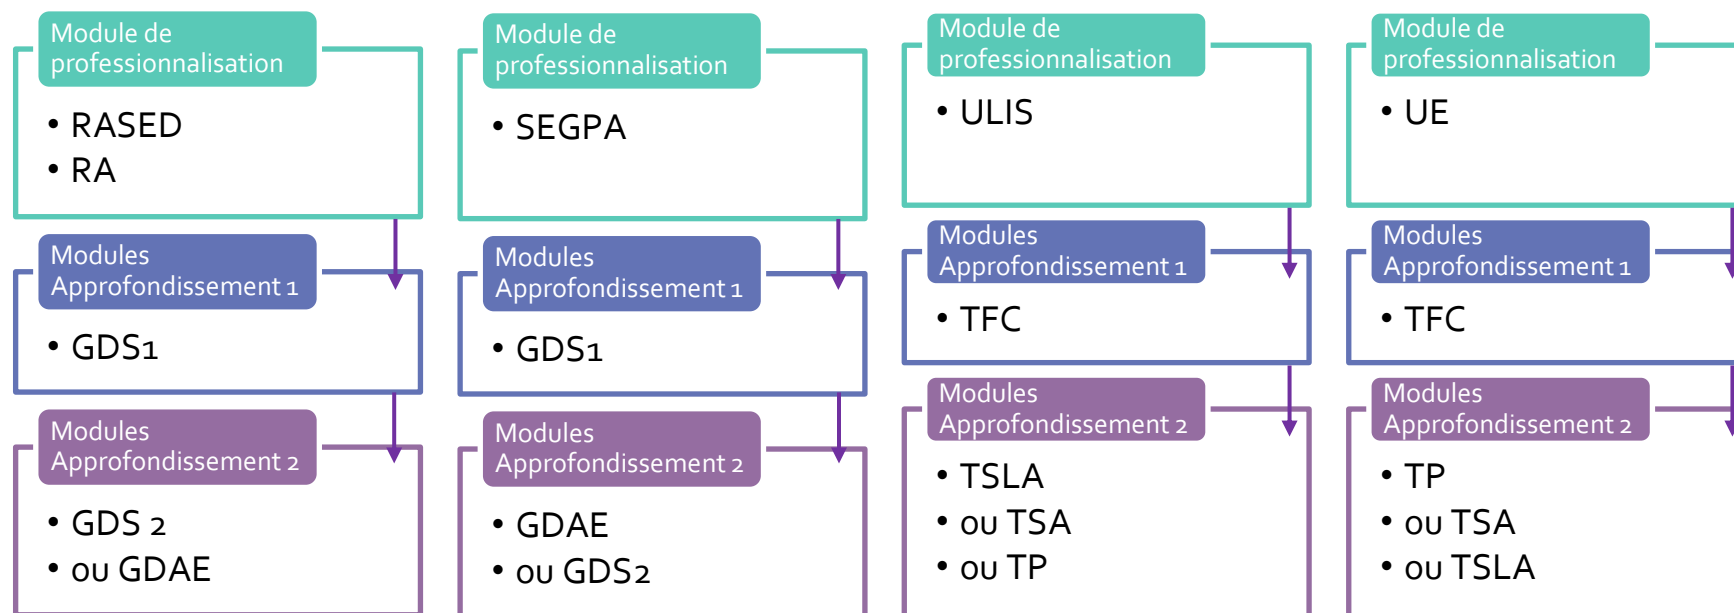 Module de
professionnalisation
• RASED
• RA
Modules
Approfondissement 1
• GDS1
Modules
Approfondissement 2
• GDS 2
• ou GDAE
Module de
professionnalisation
• SEGPA
Modules
Approfondissement 1
• GDS1
Modules
Approfondissement 2
• GDAE
• ou GDS2
Module de
professionnalisation
• ULIS
Modules
Approfondissement 1
• TFC
Modules
Approfondissement 2
• TSLA
• ou TSA
• ou TP
Module de
professionnalisation
• UE
Modules
Approfondissement 1
• TFC
Modules
Approfondissement 2
• TP
• ou TSA
• ou TSLA